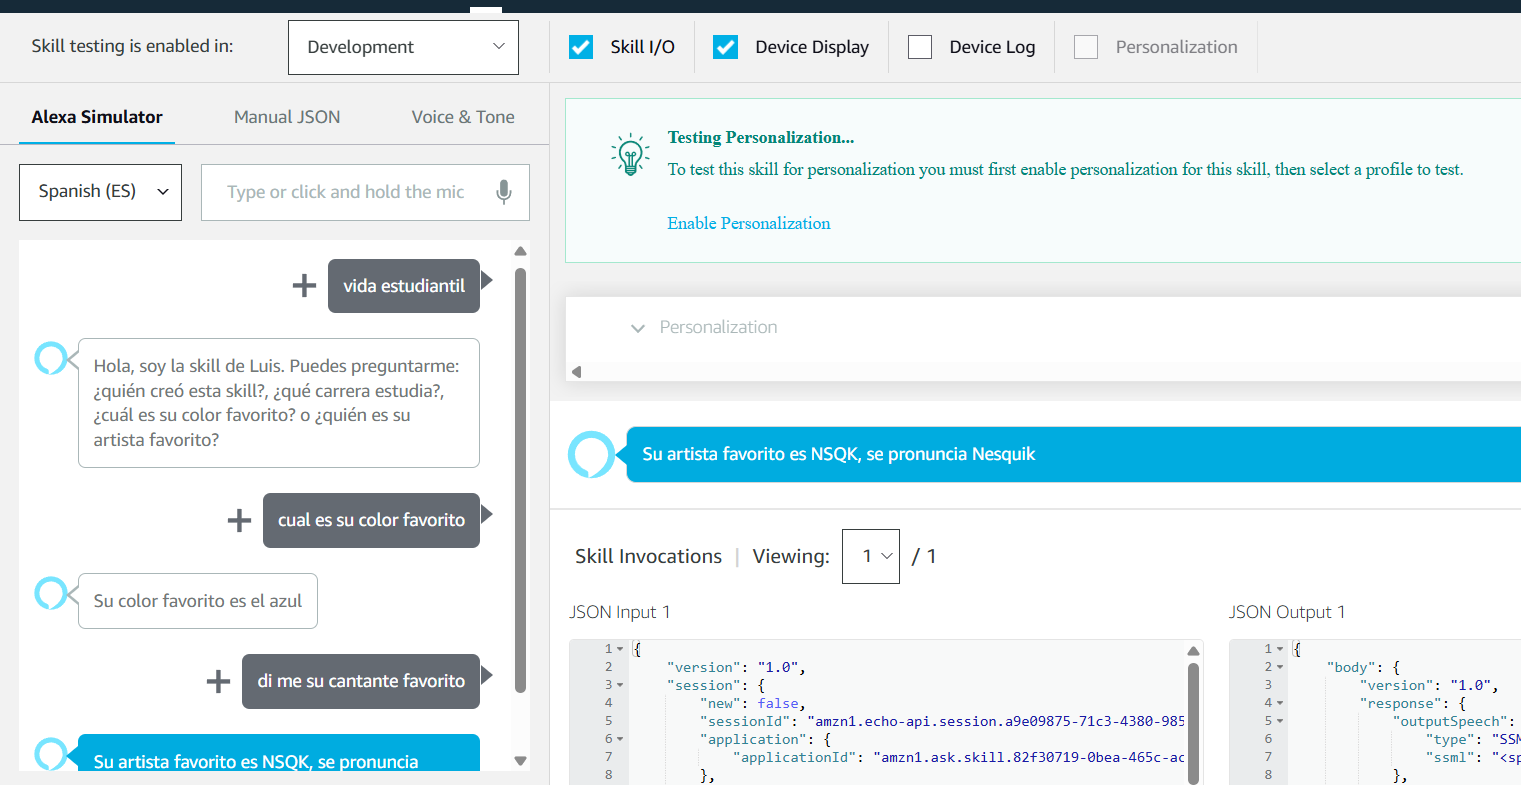 Skill testing is enabled in:
Development
Skill I/O
Device Display
Device Log
Personalization
Alexa Simulator
Manual JSON
Voice & Tone
Spanish (ES)
Type or click and hold the mic
vida estudiantil
Hola, soy la skill de Luis. Puedes preguntarme:
¿quién creó esta skill?, ¿qué carrera estudia?,
¿cuál es su color favorito? o ¿quién es su
artista favorito?
cual es su color favorito
Su color favorito es el azul
di me su cantante favorito
Su artista favorito es NSQK, se pronuncia
Testing Personalization...
To test this skill for personalization you must first enable personalization for this skill, then select a profile to test.
Enable Personalization
Personalization
Su artista favorito es NSQK, se pronuncia Nesquik
Skill Invocations | Viewing: 1 / 1
JSON Input 1
1 {
2 "version": "1.0",
3 "session": {
4 "new": false,
5 "sessionId": "amzn1.echo-api.session.a9e09875-71c3-4380-985
6 "application": {
7 "applicationId": "amzn1.ask.skill.82f30719-0bea-465c-ac
8 },
JSON Output 1
1 {
2 "body": {
3 "version": "1.0",
4 "response": {
5 "outputSpeech":
6 "type": "SSM
7 "ssml": "<sp
8 },